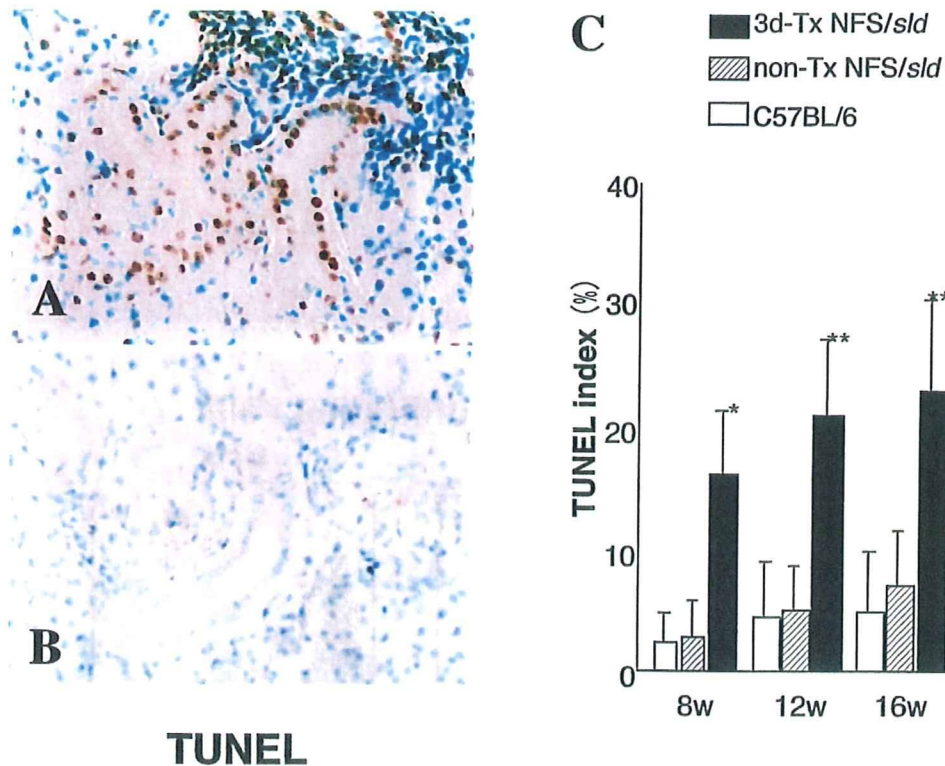 A
B
TUNEL
C
3d-Tx NFS/sld
non-Tx NFS/sld
C57BL/6
TUNEL index (%)
40
30
20
10
0
*
**
**
8w
12w
16w